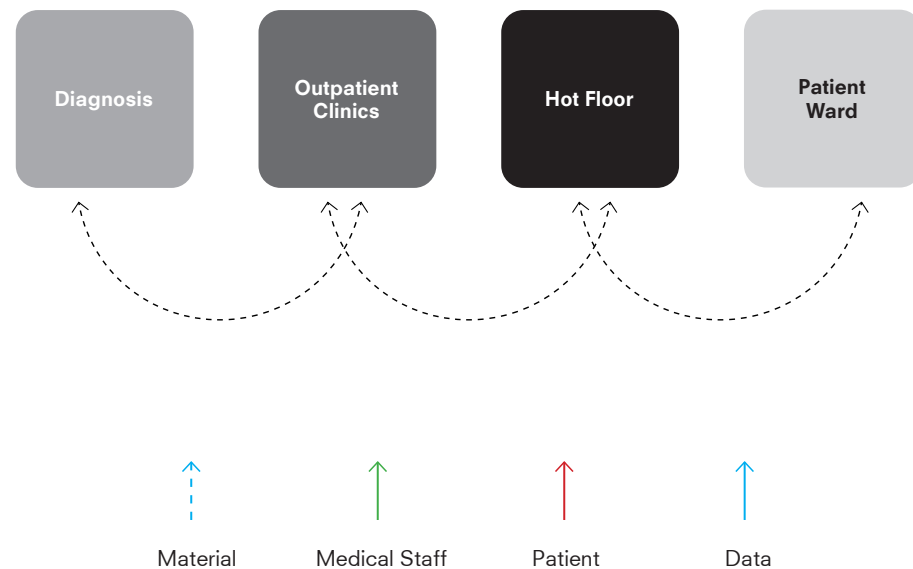 Diagnosis
Outpatient
Clinics
Hot Floor
Patient
Ward
Material
Medical Staff
Patient
Data